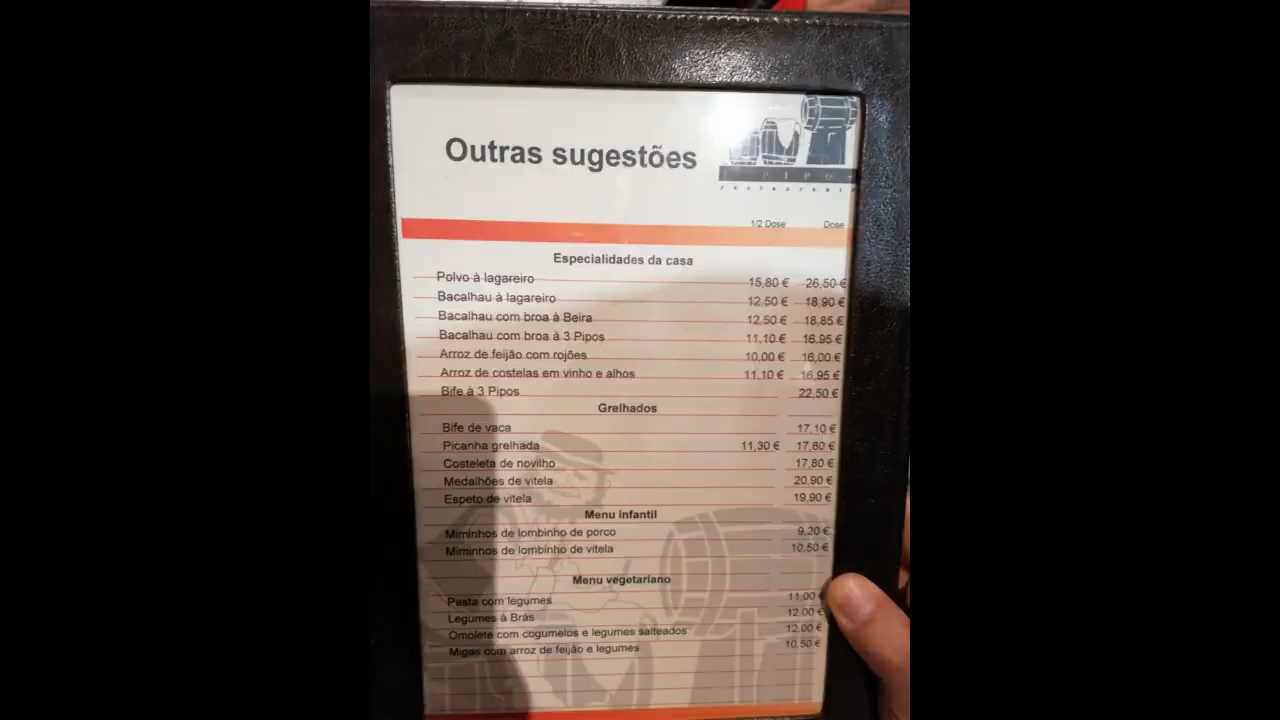 Outras sugestões
PIPOS
restaurante
1/2 Dose Dose
Especialidades da casa
Polvo à lagareiro 15,80 € 26,50 €
Bacalhau à lagareiro 12,50 € 18,90 €
Bacalhau com broa à Beira 12,50 € 18,85 €
Bacalhau com broa à 3 Pipos 11,10 € 16,95 €
Arroz de feijão com rojões 10,00 € 16,00 €
Arroz de costelas em vinho e alhos 11,10 € 16,95 €
Bife à 3 Pipos 22,50 €
Grelhados
Bife de vaca 17,10 €
Picanha grelhada 11,30 € 17,80 €
Costeleta de novilho 17,80 €
Medalhões de vitela 20,90 €
Espeto de vitela 19,90 €
Menu infantil
Miminhos de lombinho de porco 9,20 €
Miminhos de lombinho de vitela 10,50 €
Menu vegetariano
Pasta com legumes 11,00 €
Legumes à Brás 12,00 €
Omolete com cogumelos e legumes salteados 12,00 €
Migas com arroz de feijão e legumes 10,50 €